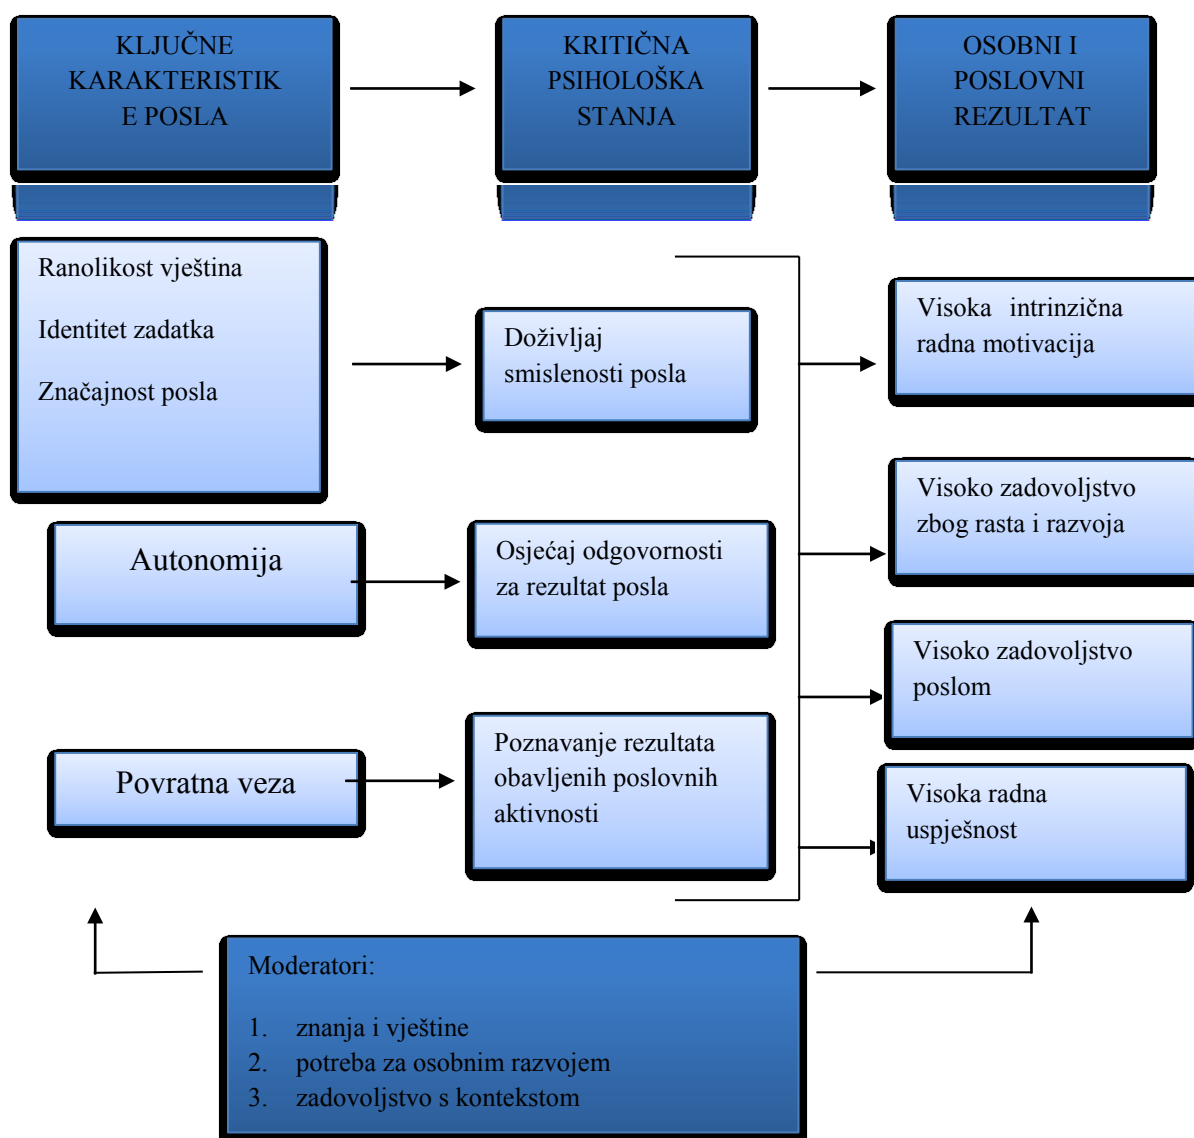 KLJUČNE
KARAKTERISTIK
E POSLA
KRITIČNA
PSIHOLOŠKA
STANJA
OSOBNI I
POSLOVNI
REZULTAT
Ranolikost vještina
Identitet zadatka
Značajnost posla
Doživljaj
smislenosti posla
Visoka intrinzična
radna motivacija
Visoko zadovoljstvo
zbog rasta i razvoja
Autonomija
Osjećaj odgovornosti
za rezultat posla
Visoko zadovoljstvo
poslom
Povratna veza
Poznavanje rezultata
obavljenih poslovnih
aktivnosti
Visoka radna
uspješnost
Moderatori:
1. znanja i vještine
2. potreba za osobnim razvojem
3. zadovoljstvo s kontekstom